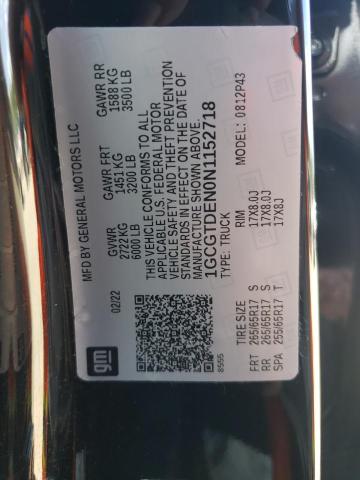 MFD BY GENERAL MOTORS LLC
02/22
GVWR
2722 KG
6000 LB
GAWR FRT
1451 KG
3200 LB
GAWR RR
1588 KG
3500 LB
THIS VEHICLE CONFORMS TO ALL
APPLICABLE U.S. FEDERAL MOTOR
VEHICLE SAFETY AND THEFT PREVENTION
STANDARDS IN EFFECT ON THE DATE OF
MANUFACTURE SHOWN ABOVE.
1GCGTDEN0N1152718
TYPE: TRUCK
MODEL: 0812P43
gm
8555
TIRE SIZE
RIM
FRT 265/65R17 S 17X8.0J
RR 265/65R17 S 17X8.0J
SPA 255/65R17 T 17X8J